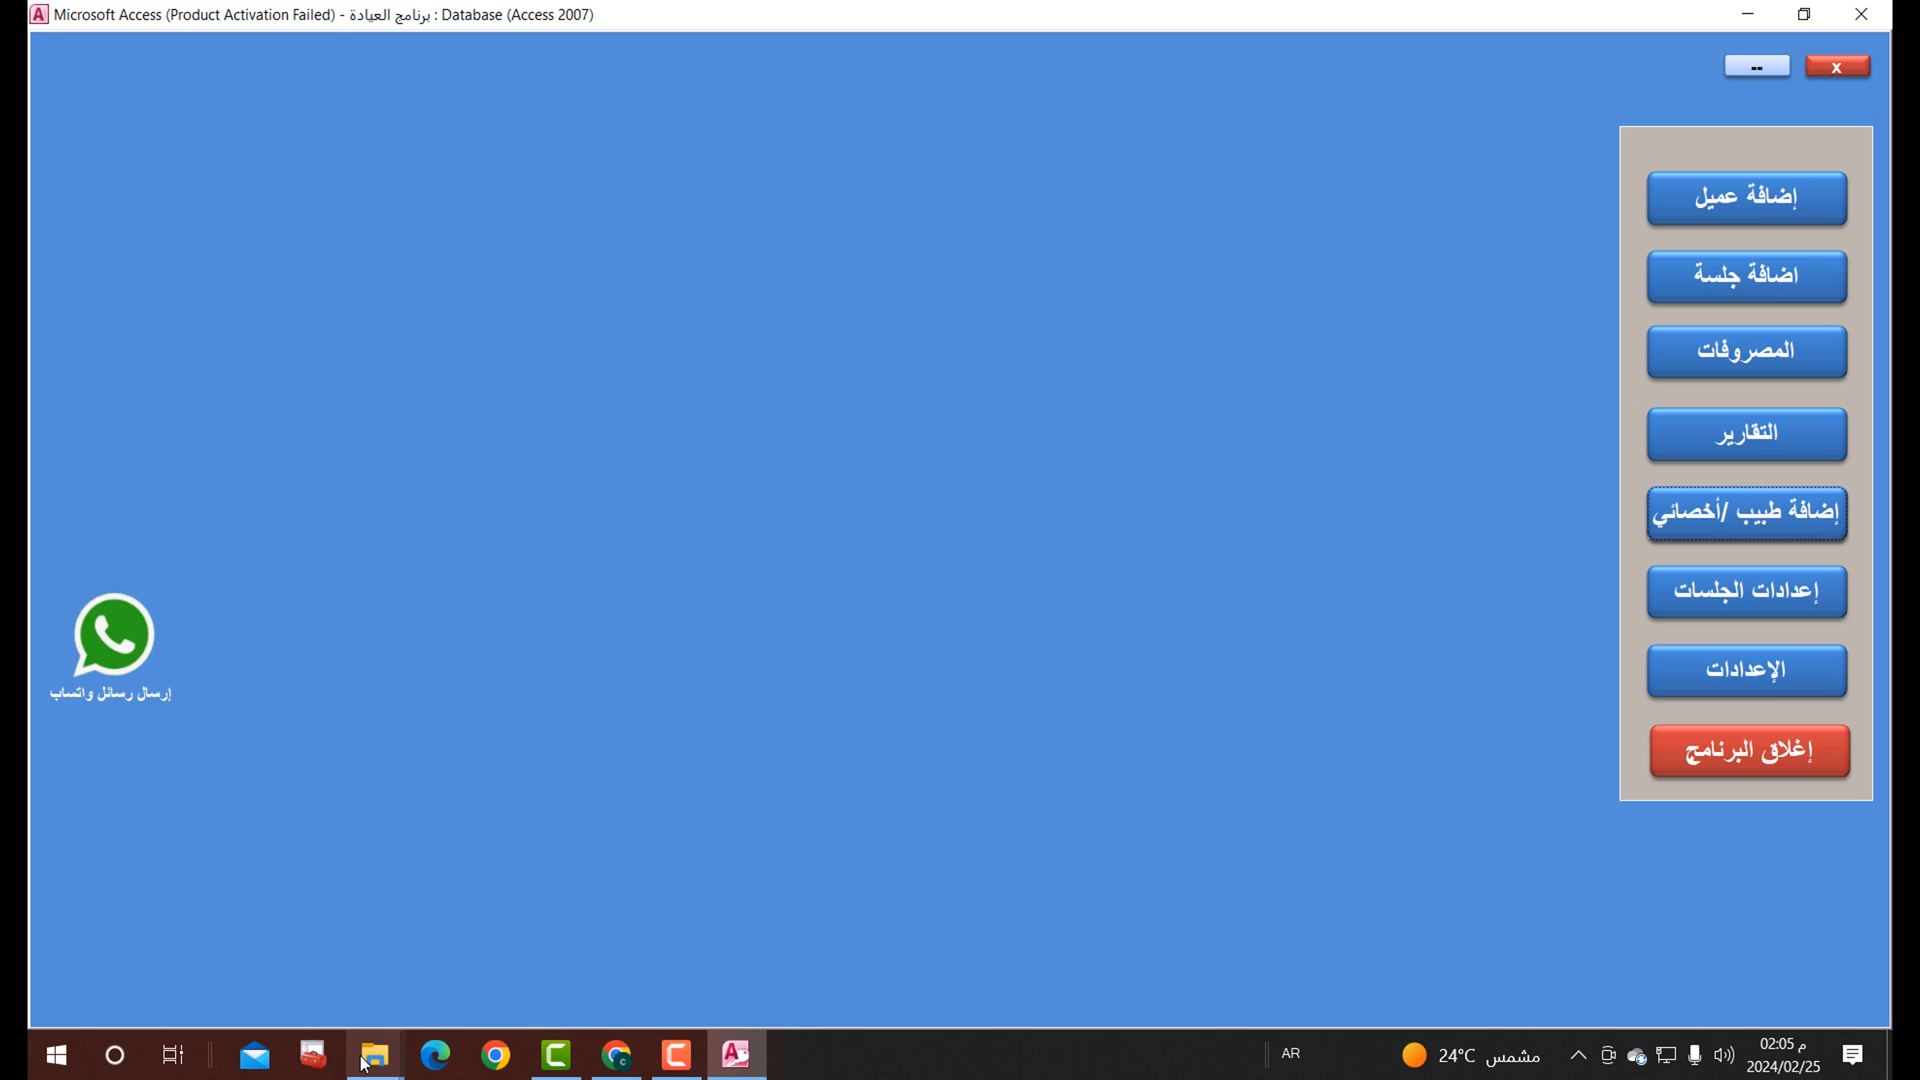 Microsoft Access (Product Activation Failed) - برنامج العيادة : Database (Access 2007)
--
x
إضافة عميل
اضافة جلسة
المصروفات
التقارير
إضافة طبيب /أخصائي
إعدادات الجلسات
الإعدادات
إغلاق البرنامج
إرسال رسائل واتساب
AR
24°C مشمس
02:05 م
2024/02/25